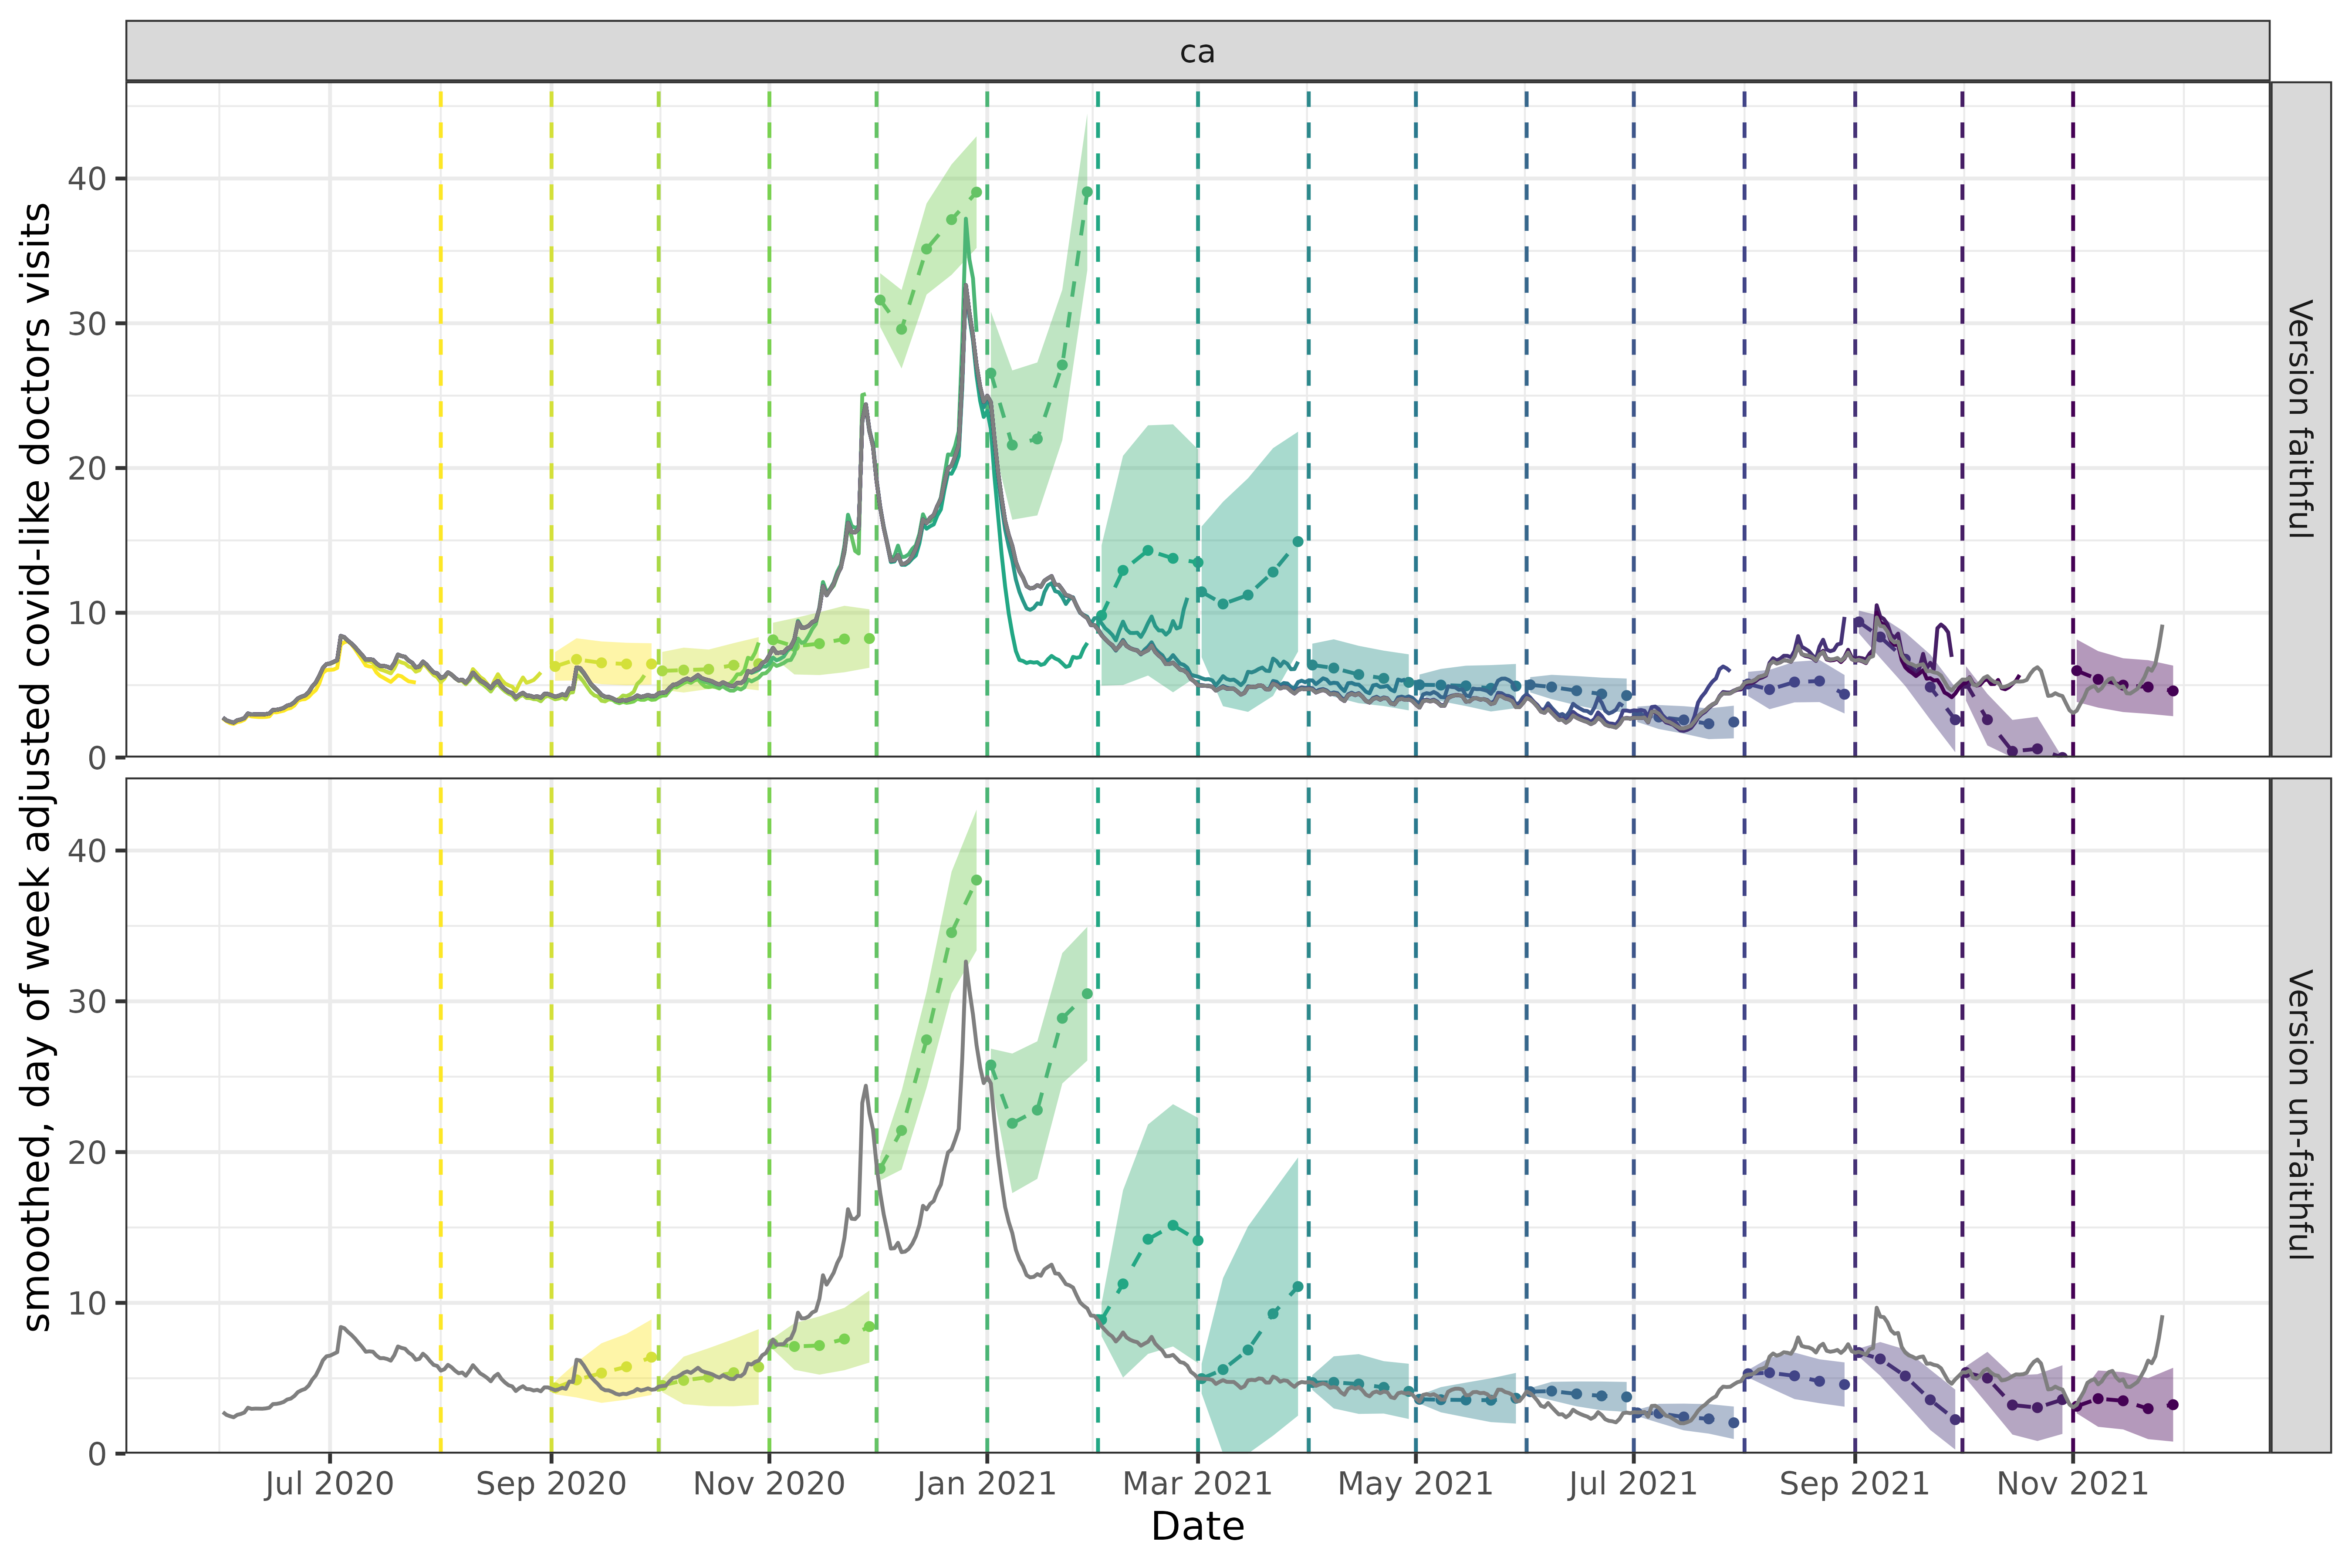 ca
smoothed, day of week adjusted covid-like doctors visits
40
30
20
10
0
Version faithful
40
30
20
10
0
Version un-faithful
Jul 2020 Sep 2020 Nov 2020 Jan 2021 Mar 2021 May 2021 Jul 2021 Sep 2021 Nov 2021
Date